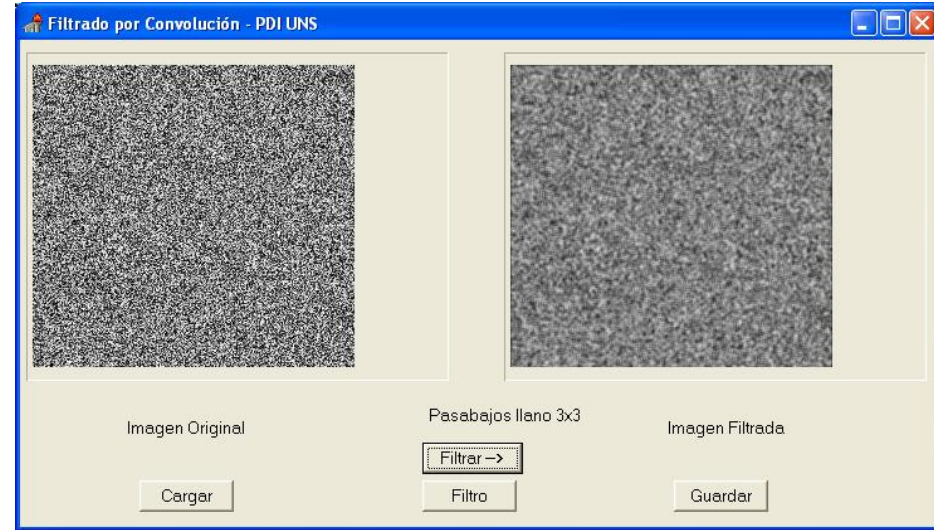 Filtrado por Convolución - PDI UNS
Imagen Original
Pasabajos llano 3x3
Imagen Filtrada
Filtrar -->
Cargar
Filtro
Guardar